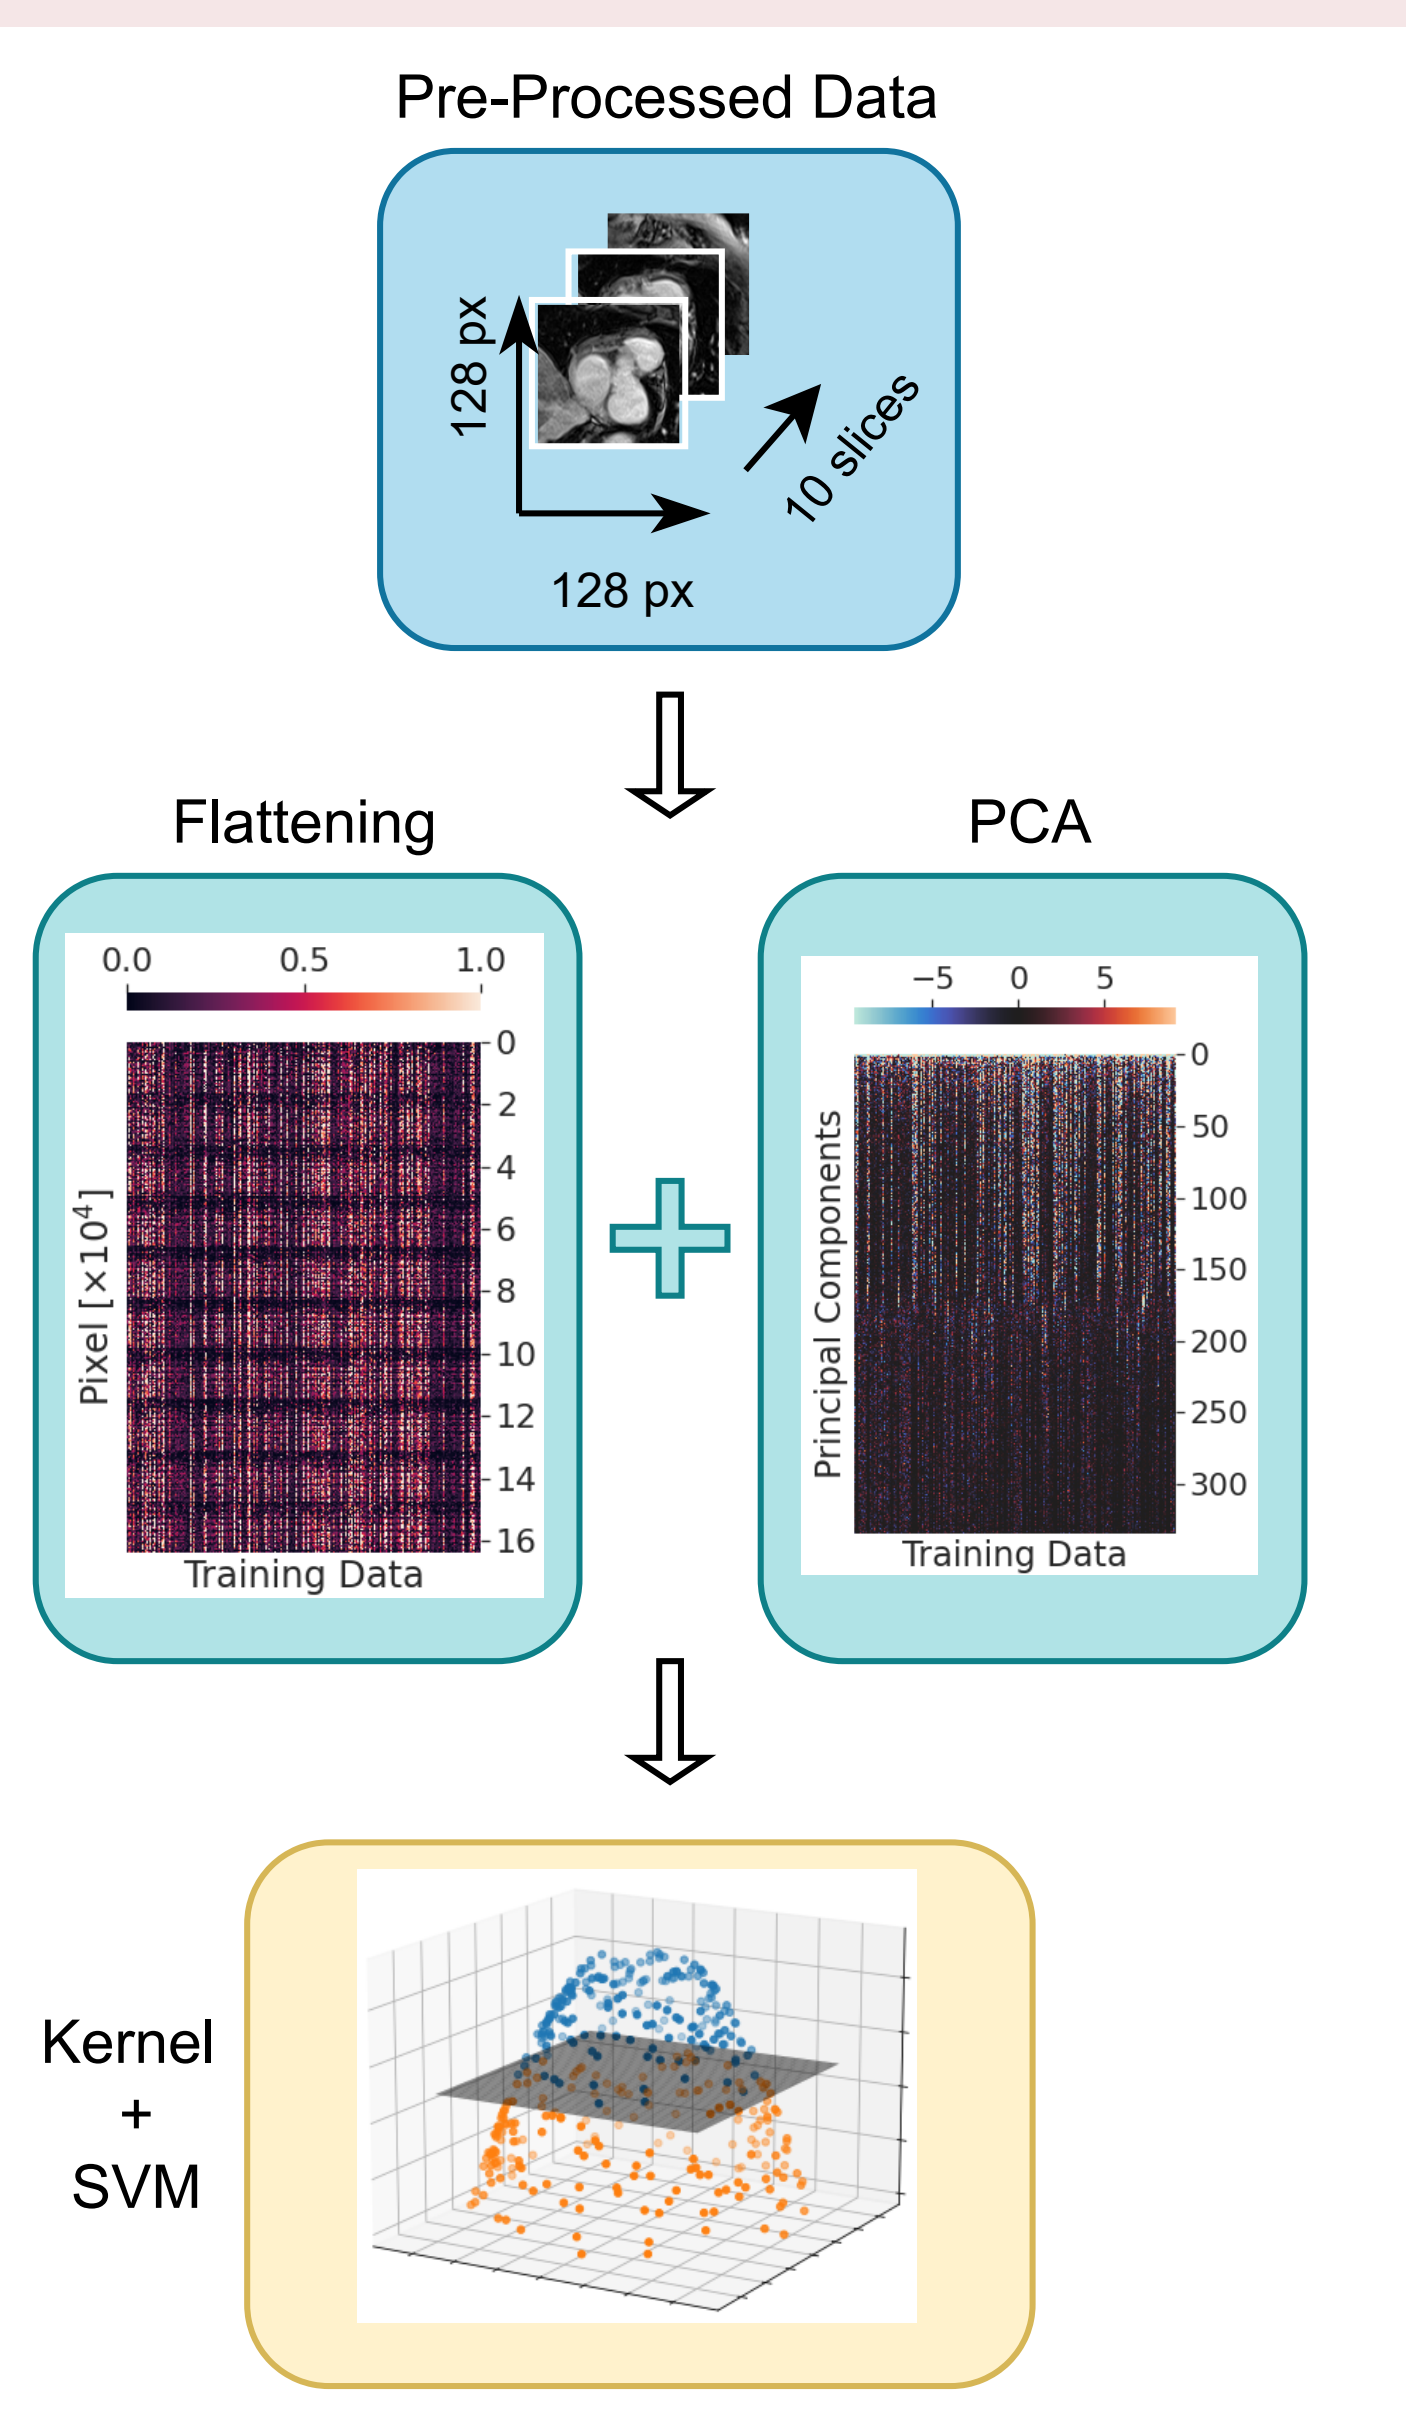 Pre-Processed Data
128 px
10 slices
128 px
Flattening
0.0 0.5 1.0
0
2
4
6
8
10
12
14
16
Pixel [×10⁴]
Training Data
PCA
−5 0 5
0
50
100
150
200
250
300
Principal Components
Training Data
Kernel
+
SVM